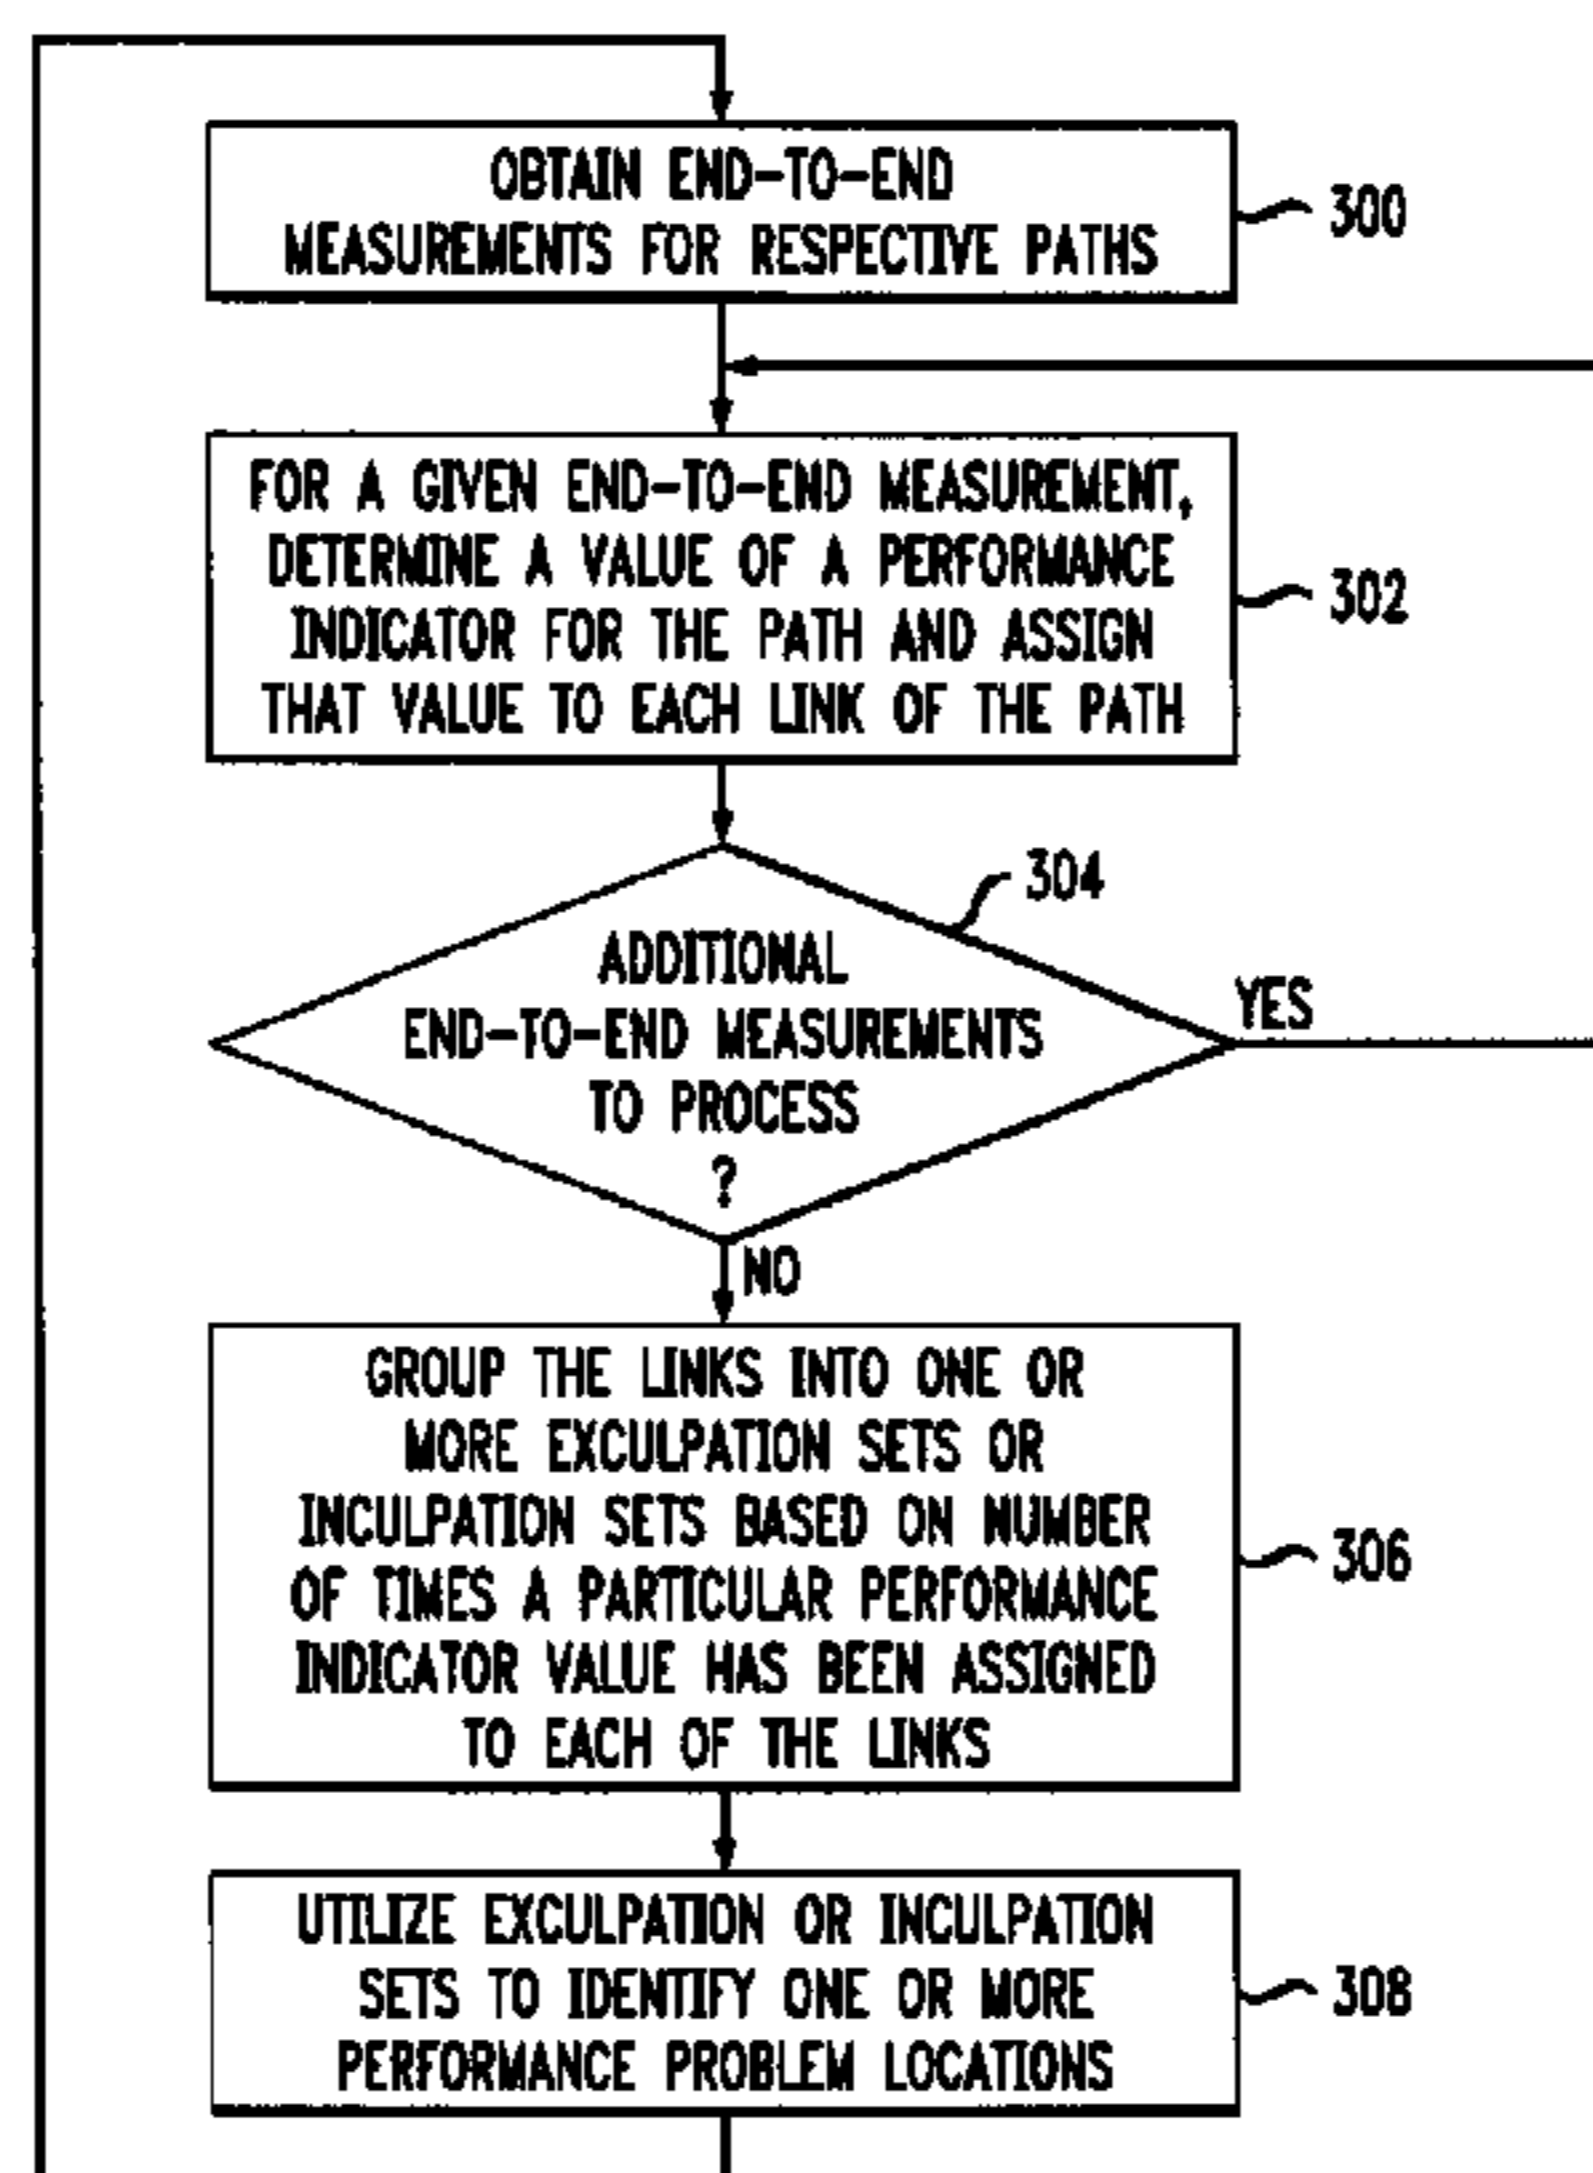 OBTAIN END-TO-END
MEASUREMENTS FOR RESPECTIVE PATHS
300
FOR A GIVEN END-TO-END MEASUREMENT,
DETERMINE A VALUE OF A PERFORMANCE
INDICATOR FOR THE PATH AND ASSIGN
THAT VALUE TO EACH LINK OF THE PATH
302
304
ADDITIONAL
END-TO-END MEASUREMENTS
TO PROCESS
?
YES
NO
GROUP THE LINKS INTO ONE OR
MORE EXCULPATION SETS OR
INCULPATION SETS BASED ON NUMBER
OF TIMES A PARTICULAR PERFORMANCE
INDICATOR VALUE HAS BEEN ASSIGNED
TO EACH OF THE LINKS
306
UTILIZE EXCULPATION OR INCULPATION
SETS TO IDENTIFY ONE OR MORE
PERFORMANCE PROBLEM LOCATIONS
308